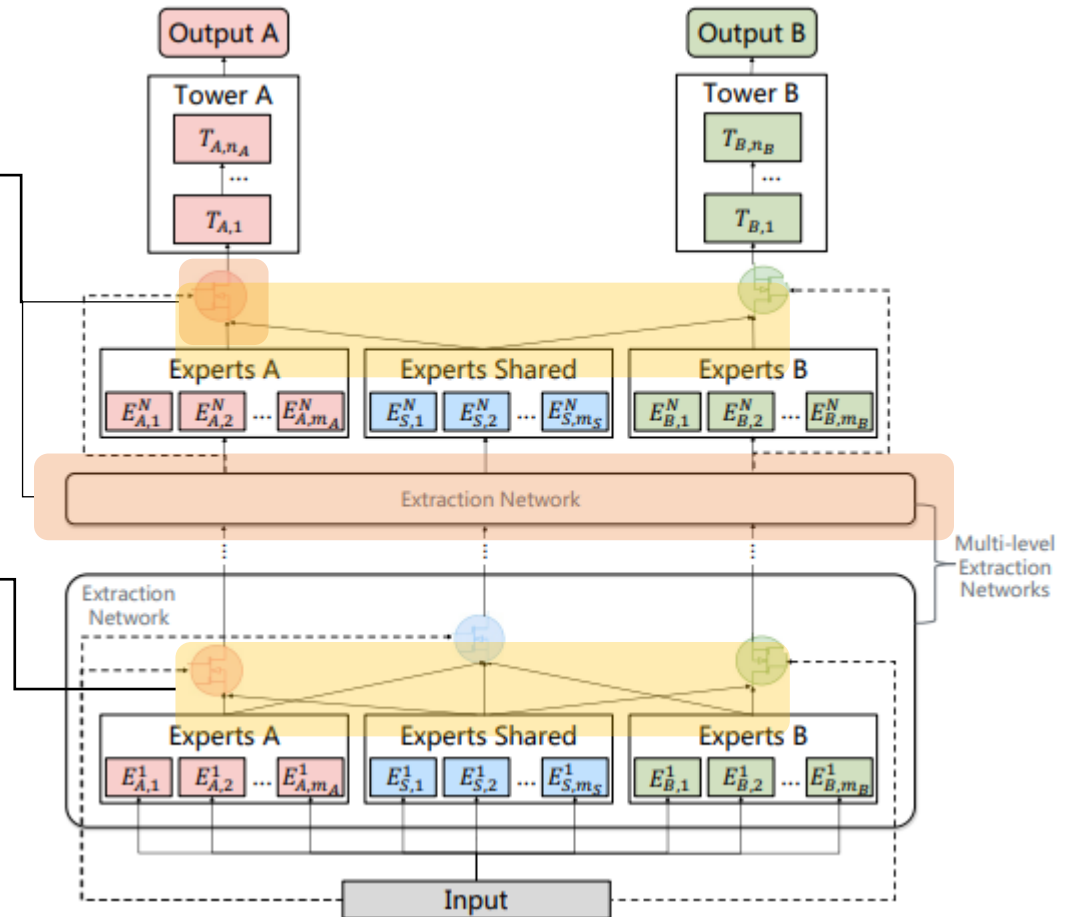 Output A Output B
Tower A Tower B
T_{A,n_A} T_{B,n_B}
... ...
T_{A,1} T_{B,1}
Experts A Experts Shared Experts B
E^N_{A,1} E^N_{A,2} ... E^N_{A,m_A} E^N_{S,1} E^N_{S,2} ... E^N_{S,m_S} E^N_{B,1} E^N_{B,2} ... E^N_{B,m_B}
Extraction Network
... ... ...
Multi-level
Extraction
Networks
Extraction
Network
Experts A Experts Shared Experts B
E^1_{A,1} E^1_{A,2} ... E^1_{A,m_A} E^1_{S,1} E^1_{S,2} ... E^1_{S,m_S} E^1_{B,1} E^1_{B,2} ... E^1_{B,m_B}
Input